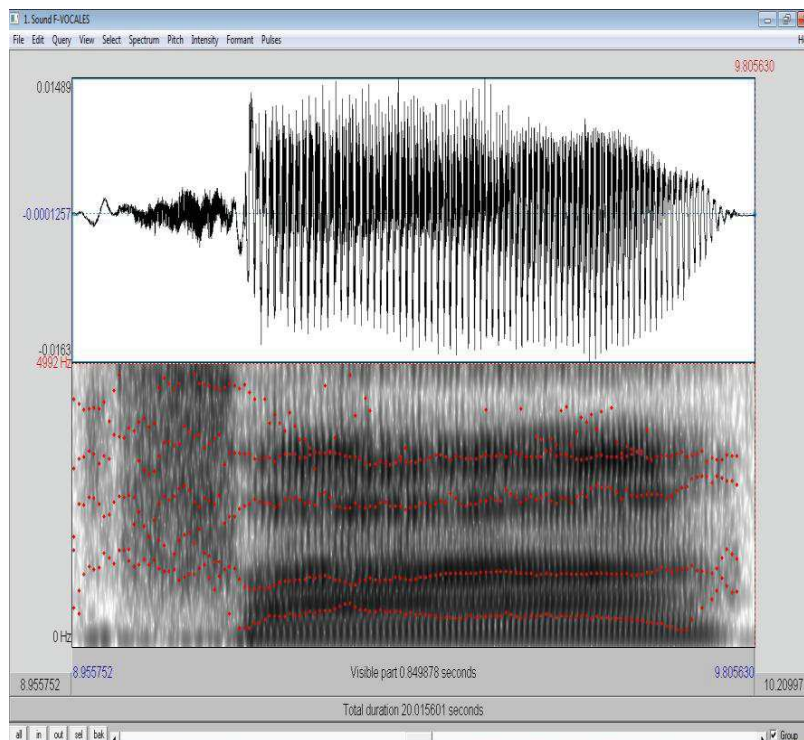 1. Sound F-VOCALES
File Edit Query View Select Spectrum Pitch Intensity Formant Pulses
9.805630
0.01489
-0.0001257
-0.0163
4992 Hz
0 Hz
8.955752 8.955752 Visible part 0.849878 seconds 9.805630 10.20997
Total duration 20.015601 seconds
all in out sel bak Group